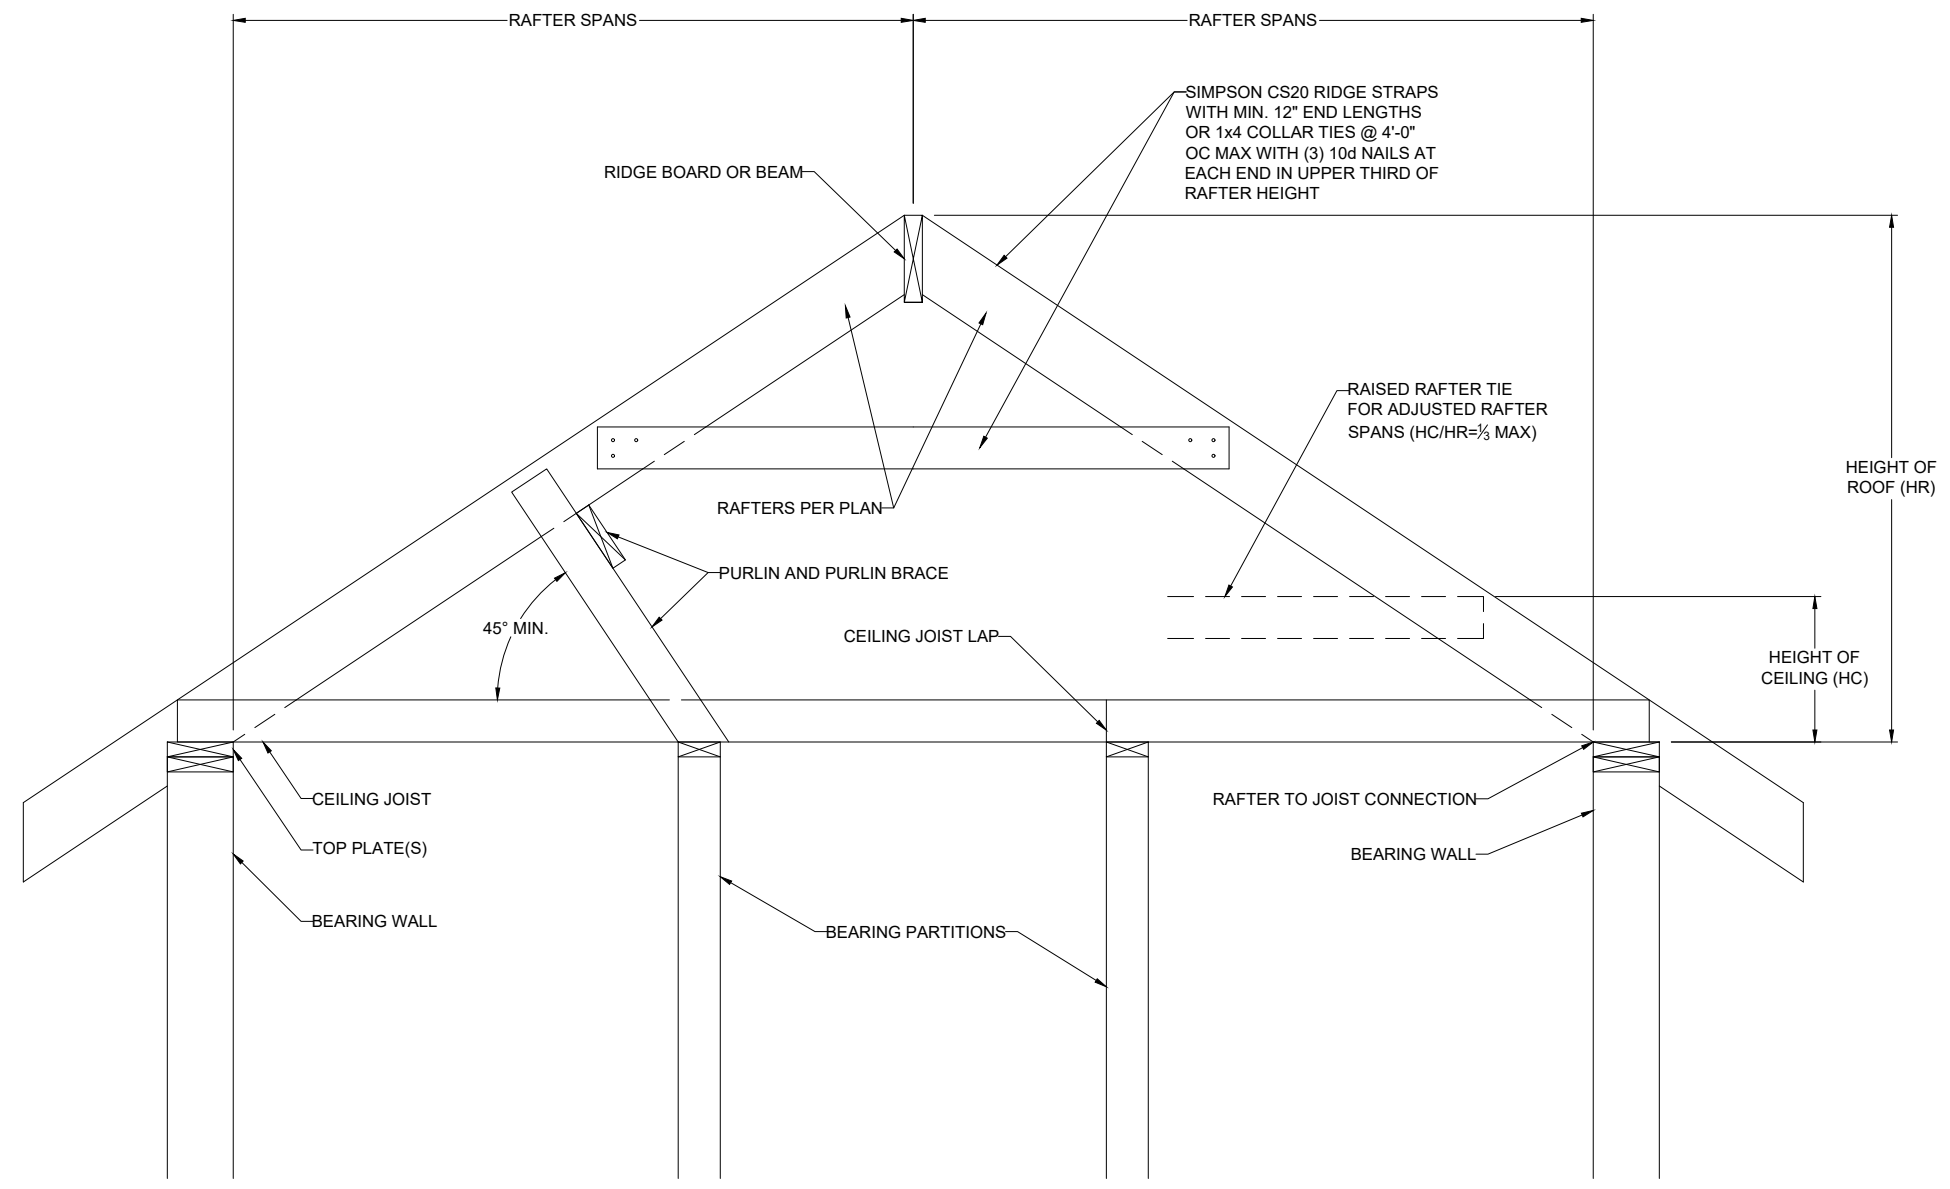 RAFTER SPANS
RAFTER SPANS
SIMPSON CS20 RIDGE STRAPS
WITH MIN. 12" END LENGTHS
OR 1x4 COLLAR TIES @ 4'-0"
OC MAX WITH (3) 10d NAILS AT
EACH END IN UPPER THIRD OF
RAFTER HEIGHT
RIDGE BOARD OR BEAM
RAISED RAFTER TIE
FOR ADJUSTED RAFTER
SPANS (HC/HR=⅓ MAX)
HEIGHT OF
ROOF (HR)
RAFTERS PER PLAN
PURLIN AND PURLIN BRACE
45° MIN.
CEILING JOIST LAP
HEIGHT OF
CEILING (HC)
CEILING JOIST
RAFTER TO JOIST CONNECTION
TOP PLATE(S)
BEARING WALL
BEARING WALL
BEARING PARTITIONS